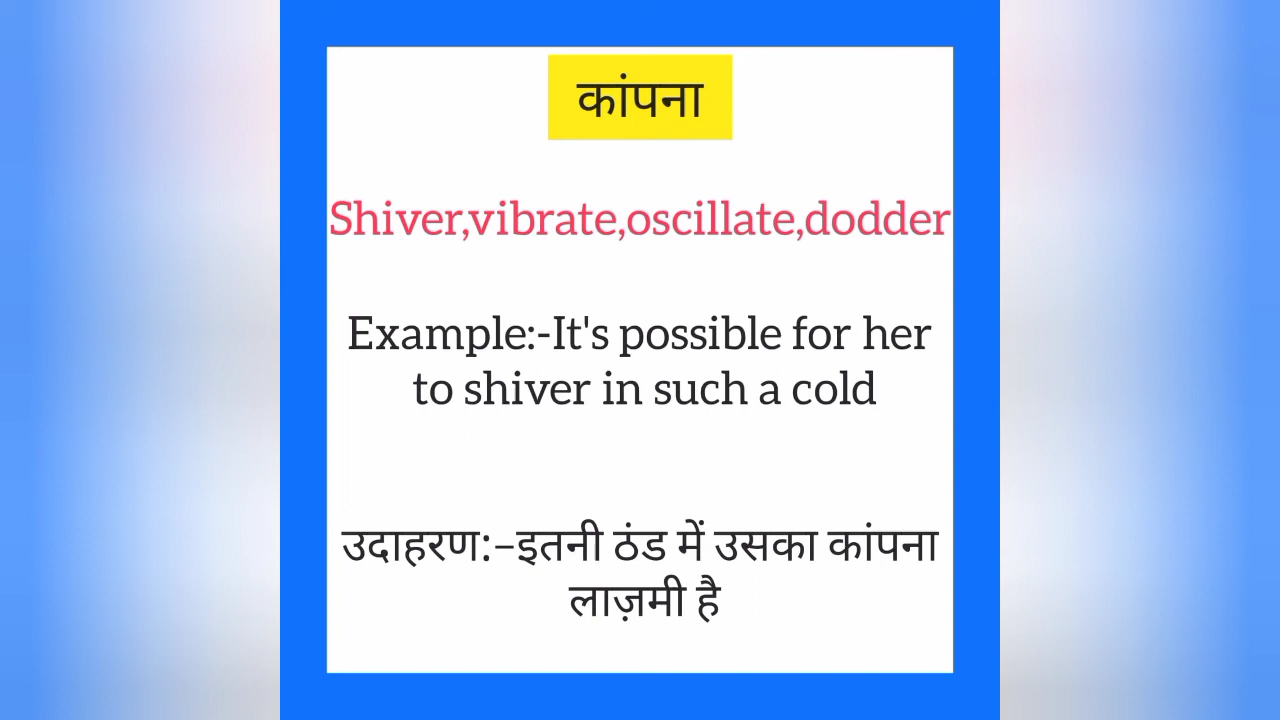 कांपना
Shiver,vibrate,oscillate,dodder
Example:-It's possible for her
to shiver in such a cold
उदाहरण:–इतनी ठंड में उसका कांपना
लाज़मी है